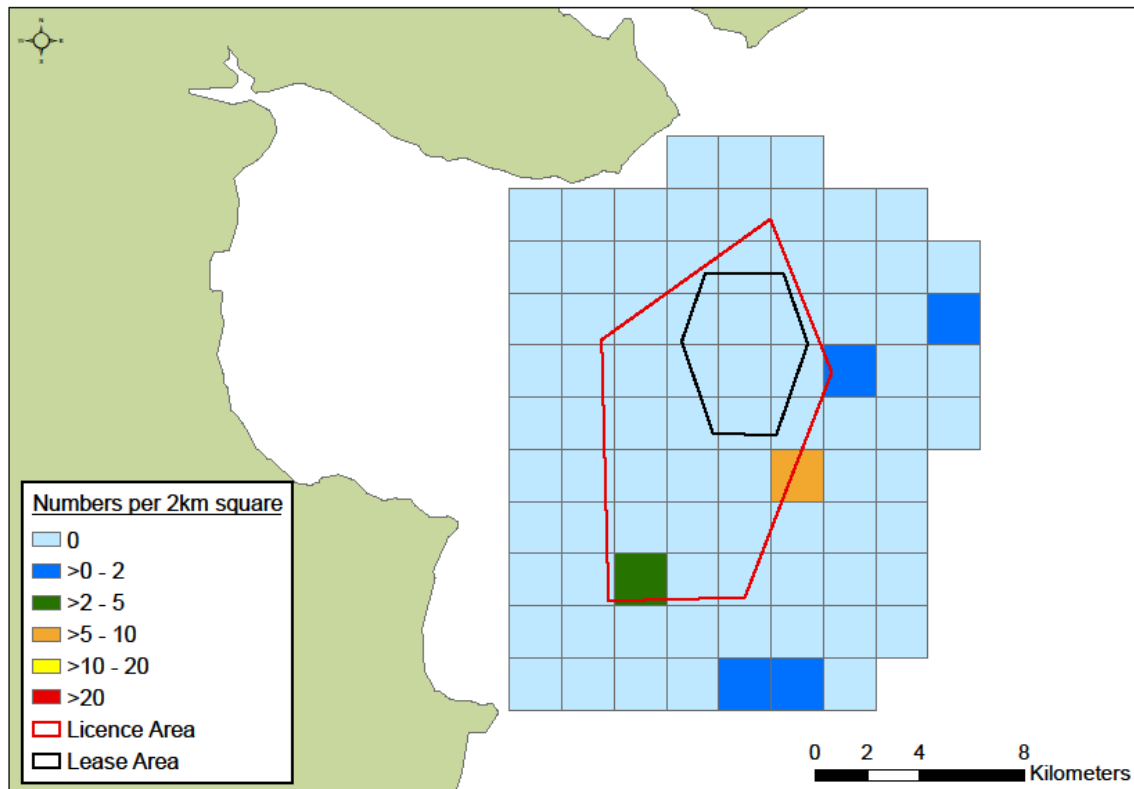 N
Numbers per 2km square
0
>0 - 2
>2 - 5
>5 - 10
>10 - 20
>20
Licence Area
Lease Area
0 2 4 8
Kilometers